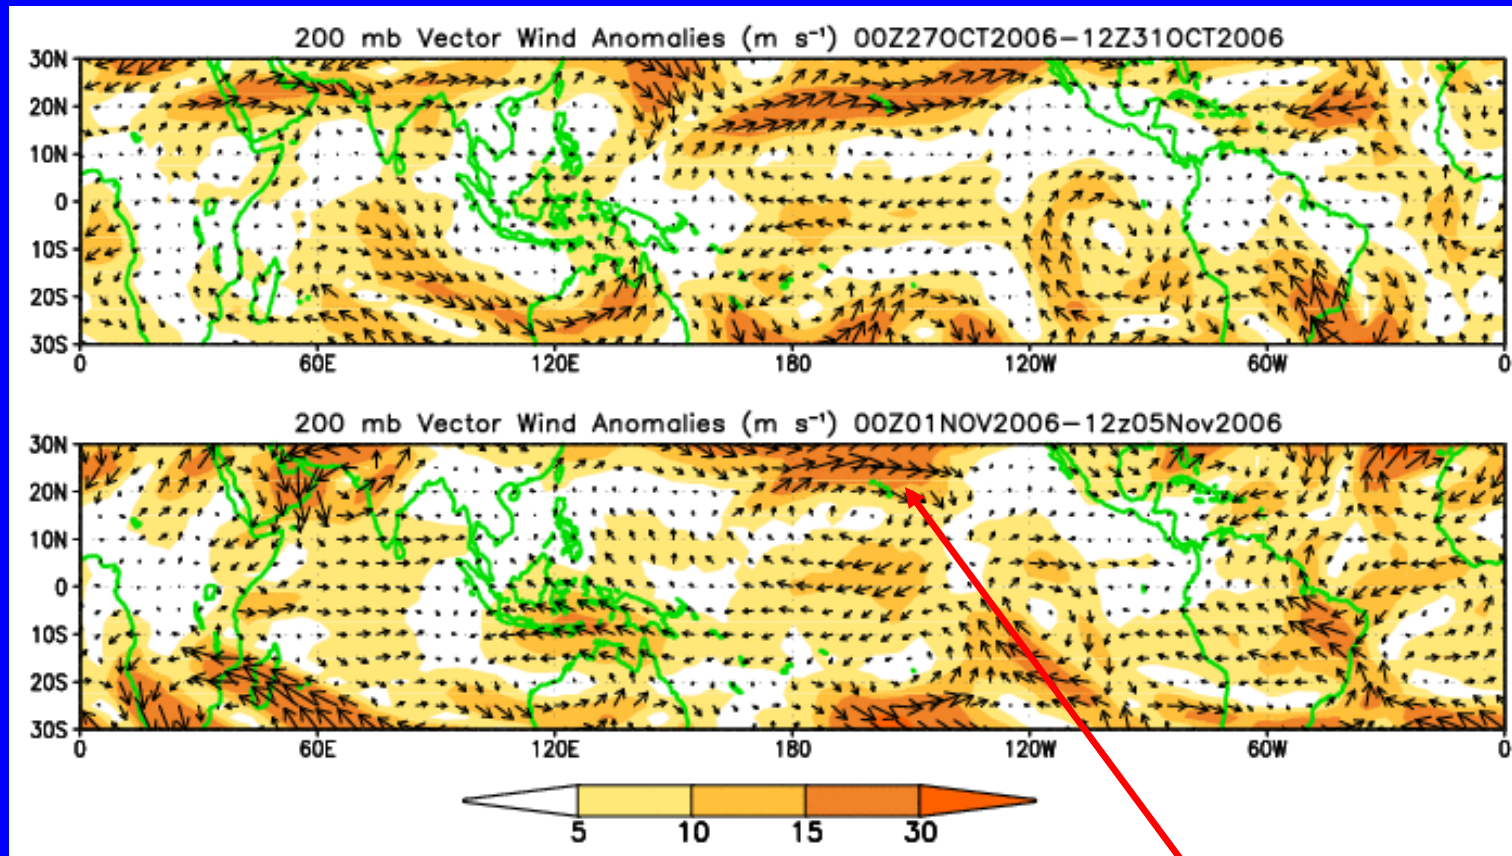 200 mb Vector Wind Anomalies (m s⁻¹) 00Z27OCT2006–12Z31OCT2006
30N
20N
10N
0
10S
20S
30S
0 60E 120E 180 120W 60W 0
200 mb Vector Wind Anomalies (m s⁻¹) 00Z01NOV2006–12z05Nov2006
30N
20N
10N
0
10S
20S
30S
0 60E 120E 180 120W 60W 0
5 10 15 30